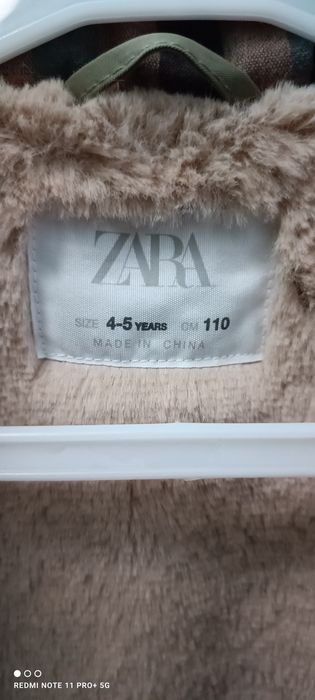 ZARA
SIZE 4-5 YEARS CM 110
MADE IN CHINA
REDMI NOTE 11 PRO+ 5G